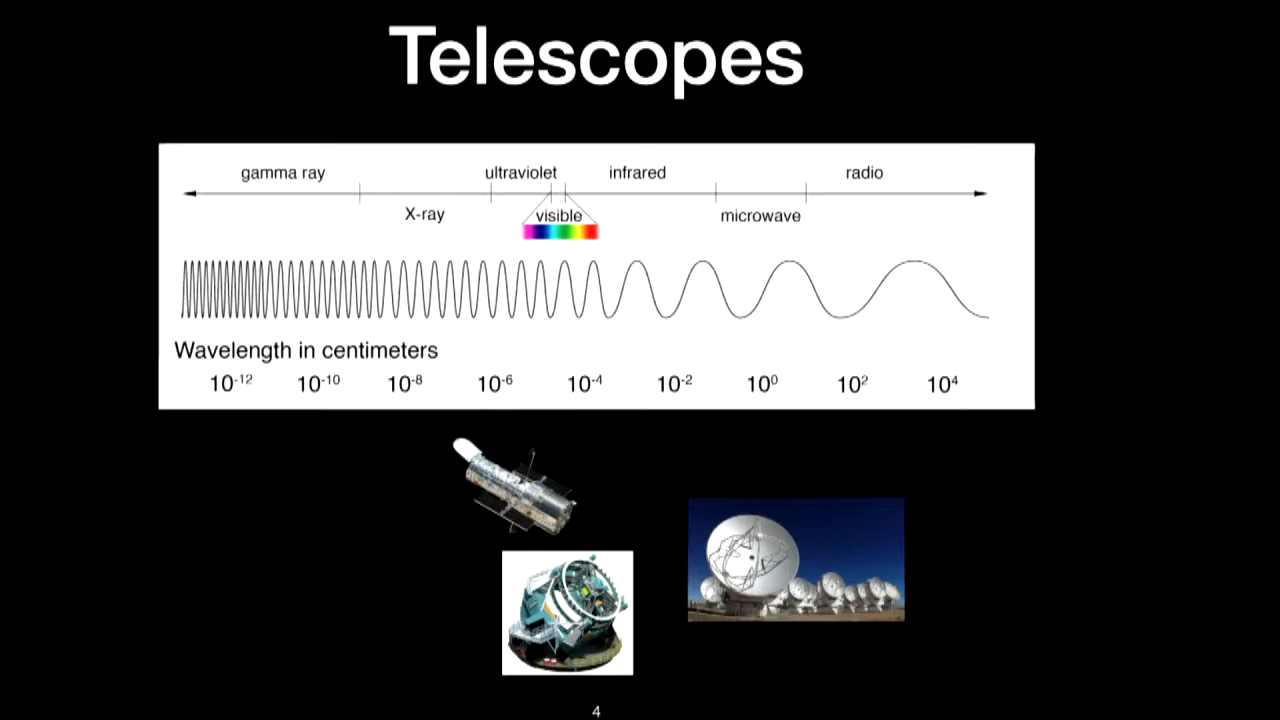 Telescopes
gamma ray ultraviolet infrared radio
X-ray visible microwave
Wavelength in centimeters
10⁻¹² 10⁻¹⁰ 10⁻⁸ 10⁻⁶ 10⁻⁴ 10⁻² 10⁰ 10² 10⁴
4